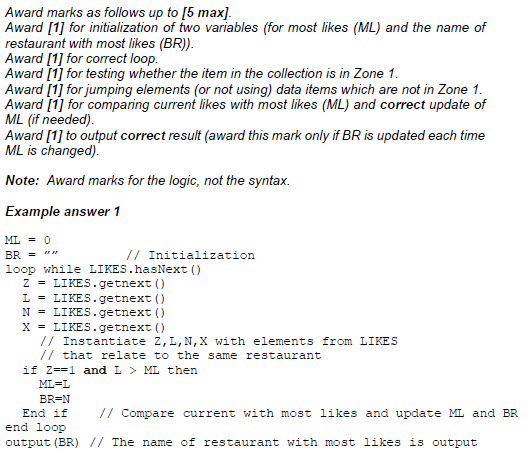 Award marks as follows up to [5 max].
Award [1] for initialization of two variables (for most likes (ML) and the name of
restaurant with most likes (BR)).
Award [1] for correct loop.
Award [1] for testing whether the item in the collection is in Zone 1.
Award [1] for jumping elements (or not using) data items which are not in Zone 1.
Award [1] for comparing current likes with most likes (ML) and correct update of
ML (if needed).
Award [1] to output correct result (award this mark only if BR is updated each time
ML is changed).
Note: Award marks for the logic, not the syntax.
Example answer 1
ML = 0
BR = ”” // Initialization
loop while LIKES.hasNext()
Z = LIKES.getnext()
L = LIKES.getnext()
N = LIKES.getnext()
X = LIKES.getnext()
// Instantiate Z,L,N,X with elements from LIKES
// that relate to the same restaurant
if Z==1 and L > ML then
ML=L
BR=N
End if // Compare current with most likes and update ML and BR
end loop
output(BR) // The name of restaurant with most likes is output